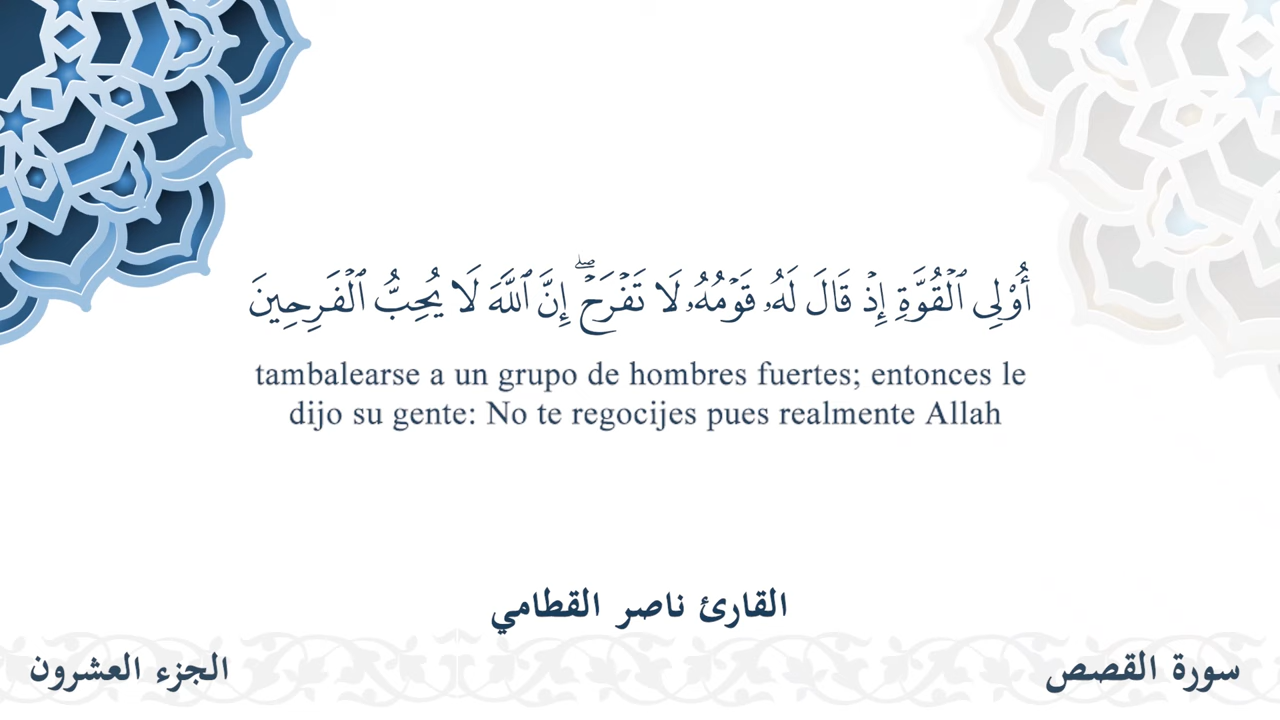 أُوْلِى ٱلْقُوَّةِ إِذْ قَالَ لَهُۥ قَوْمُهُۥ لَا تَفْرَحْ ۖ إِنَّ ٱللَّهَ لَا يُحِبُّ ٱلْفَرِحِينَ
tambalearse a un grupo de hombres fuertes; entonces le
dijo su gente: No te regocijes pues realmente Allah
القارئ ناصر القطامي
سورة القصص
الجزء العشرون